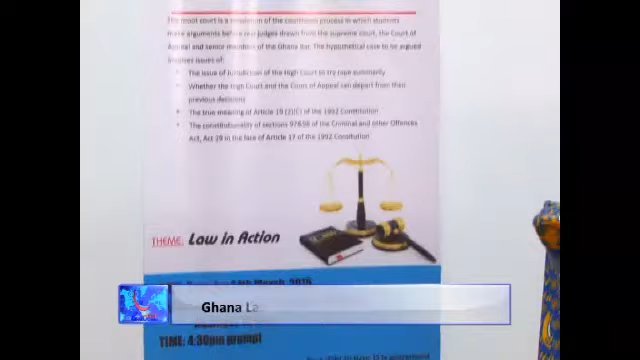 The moot court is a simulation of the courtroom process in which students
make arguments before real judges drawn from the supreme court, the Court of
Appeal and senior members of the Ghana Bar. The hypothetical case to be argued
involves issues of:
• The issue of Jurisdiction of the High Court to try rape summarily
• Whether the High Court and the Court of Appeal can depart from their
previous decisions
• The true meaning of Article 19 of the 1992 Constitution
• The constitutionality of sections of the Criminal and other Offences
Act, Act 29 in the face of Article 17 of the 1992 Constitution
THEME: Law in Action
March, 2016
Ghana La
TIME: 4:30pm prompt